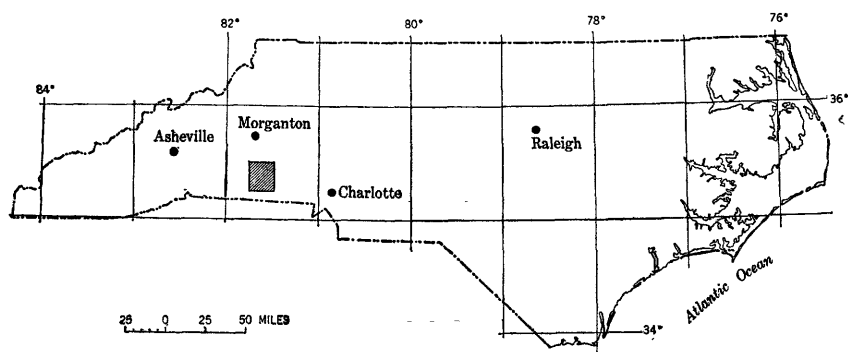 82°
80°
78°
76°
84°
36°
Asheville
Morganton
Raleigh
Charlotte
Atlantic Ocean
25 0 25 50 MILES
34°